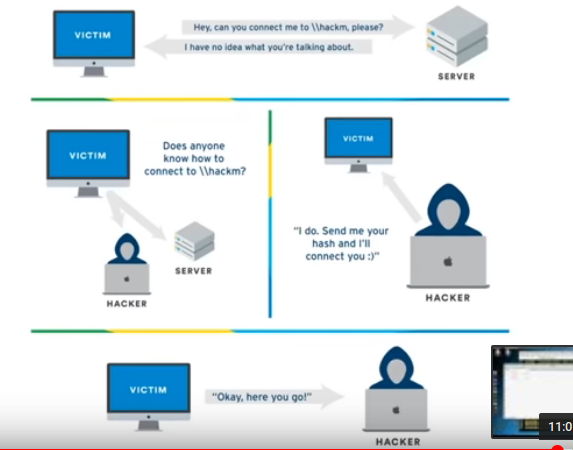 VICTIM
Hey, can you connect me to \\hackm, please?
I have no idea what you're talking about.
SERVER
VICTIM
Does anyone
know how to
connect to \\hackm?
SERVER
HACKER
VICTIM
"I do. Send me your
hash and I'll
connect you :)"
HACKER
VICTIM
"Okay, here you go!"
HACKER
11:0